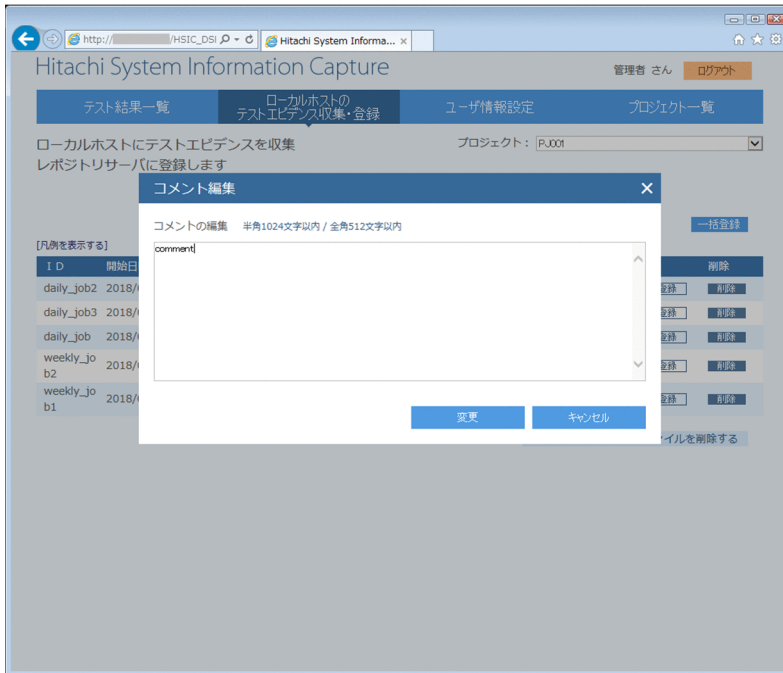 http:// /HSIC_DSI
Hitachi System Informa... ×
Hitachi System Information Capture
管理者 さん
ログアウト
テスト結果一覧
ローカルホストの
テストエビデンス収集・登録
ユーザ情報設定
プロジェクト一覧
ローカルホストにテストエビデンスを収集
レポジトリサーバに登録します
プロジェクト：
PJ001
コメント編集
コメントの編集 半角1024文字以内 / 全角512文字以内
comment
一括登録
[凡例を表示する]
ＩＤ 開始日 削除
daily_job2 2018/ 登録 削除
daily_job3 2018/ 登録 削除
daily_job 2018/ 登録 削除
weekly_jo
b2 2018/ 登録 削除
weekly_jo
b1 2018/ 登録 削除
変更 キャンセル
イルを削除する